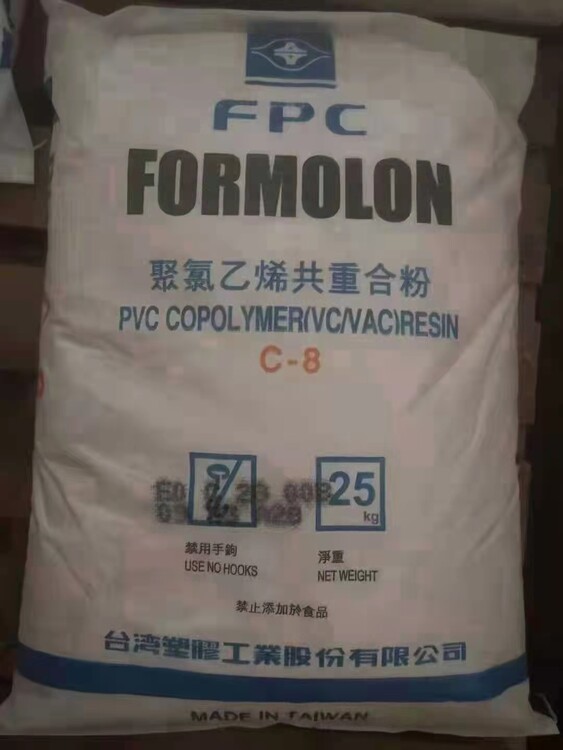 FPC
FORMOLON
聚氯乙烯共重合粉
PVC COPOLYMER(VC/VAC)RESIN
C-8
25
kg
禁用手鉤
USE NO HOOKS
淨重
NET WEIGHT
禁止添加於食品
台湾塑膠工業股份有限公司
MADE IN TAIWAN